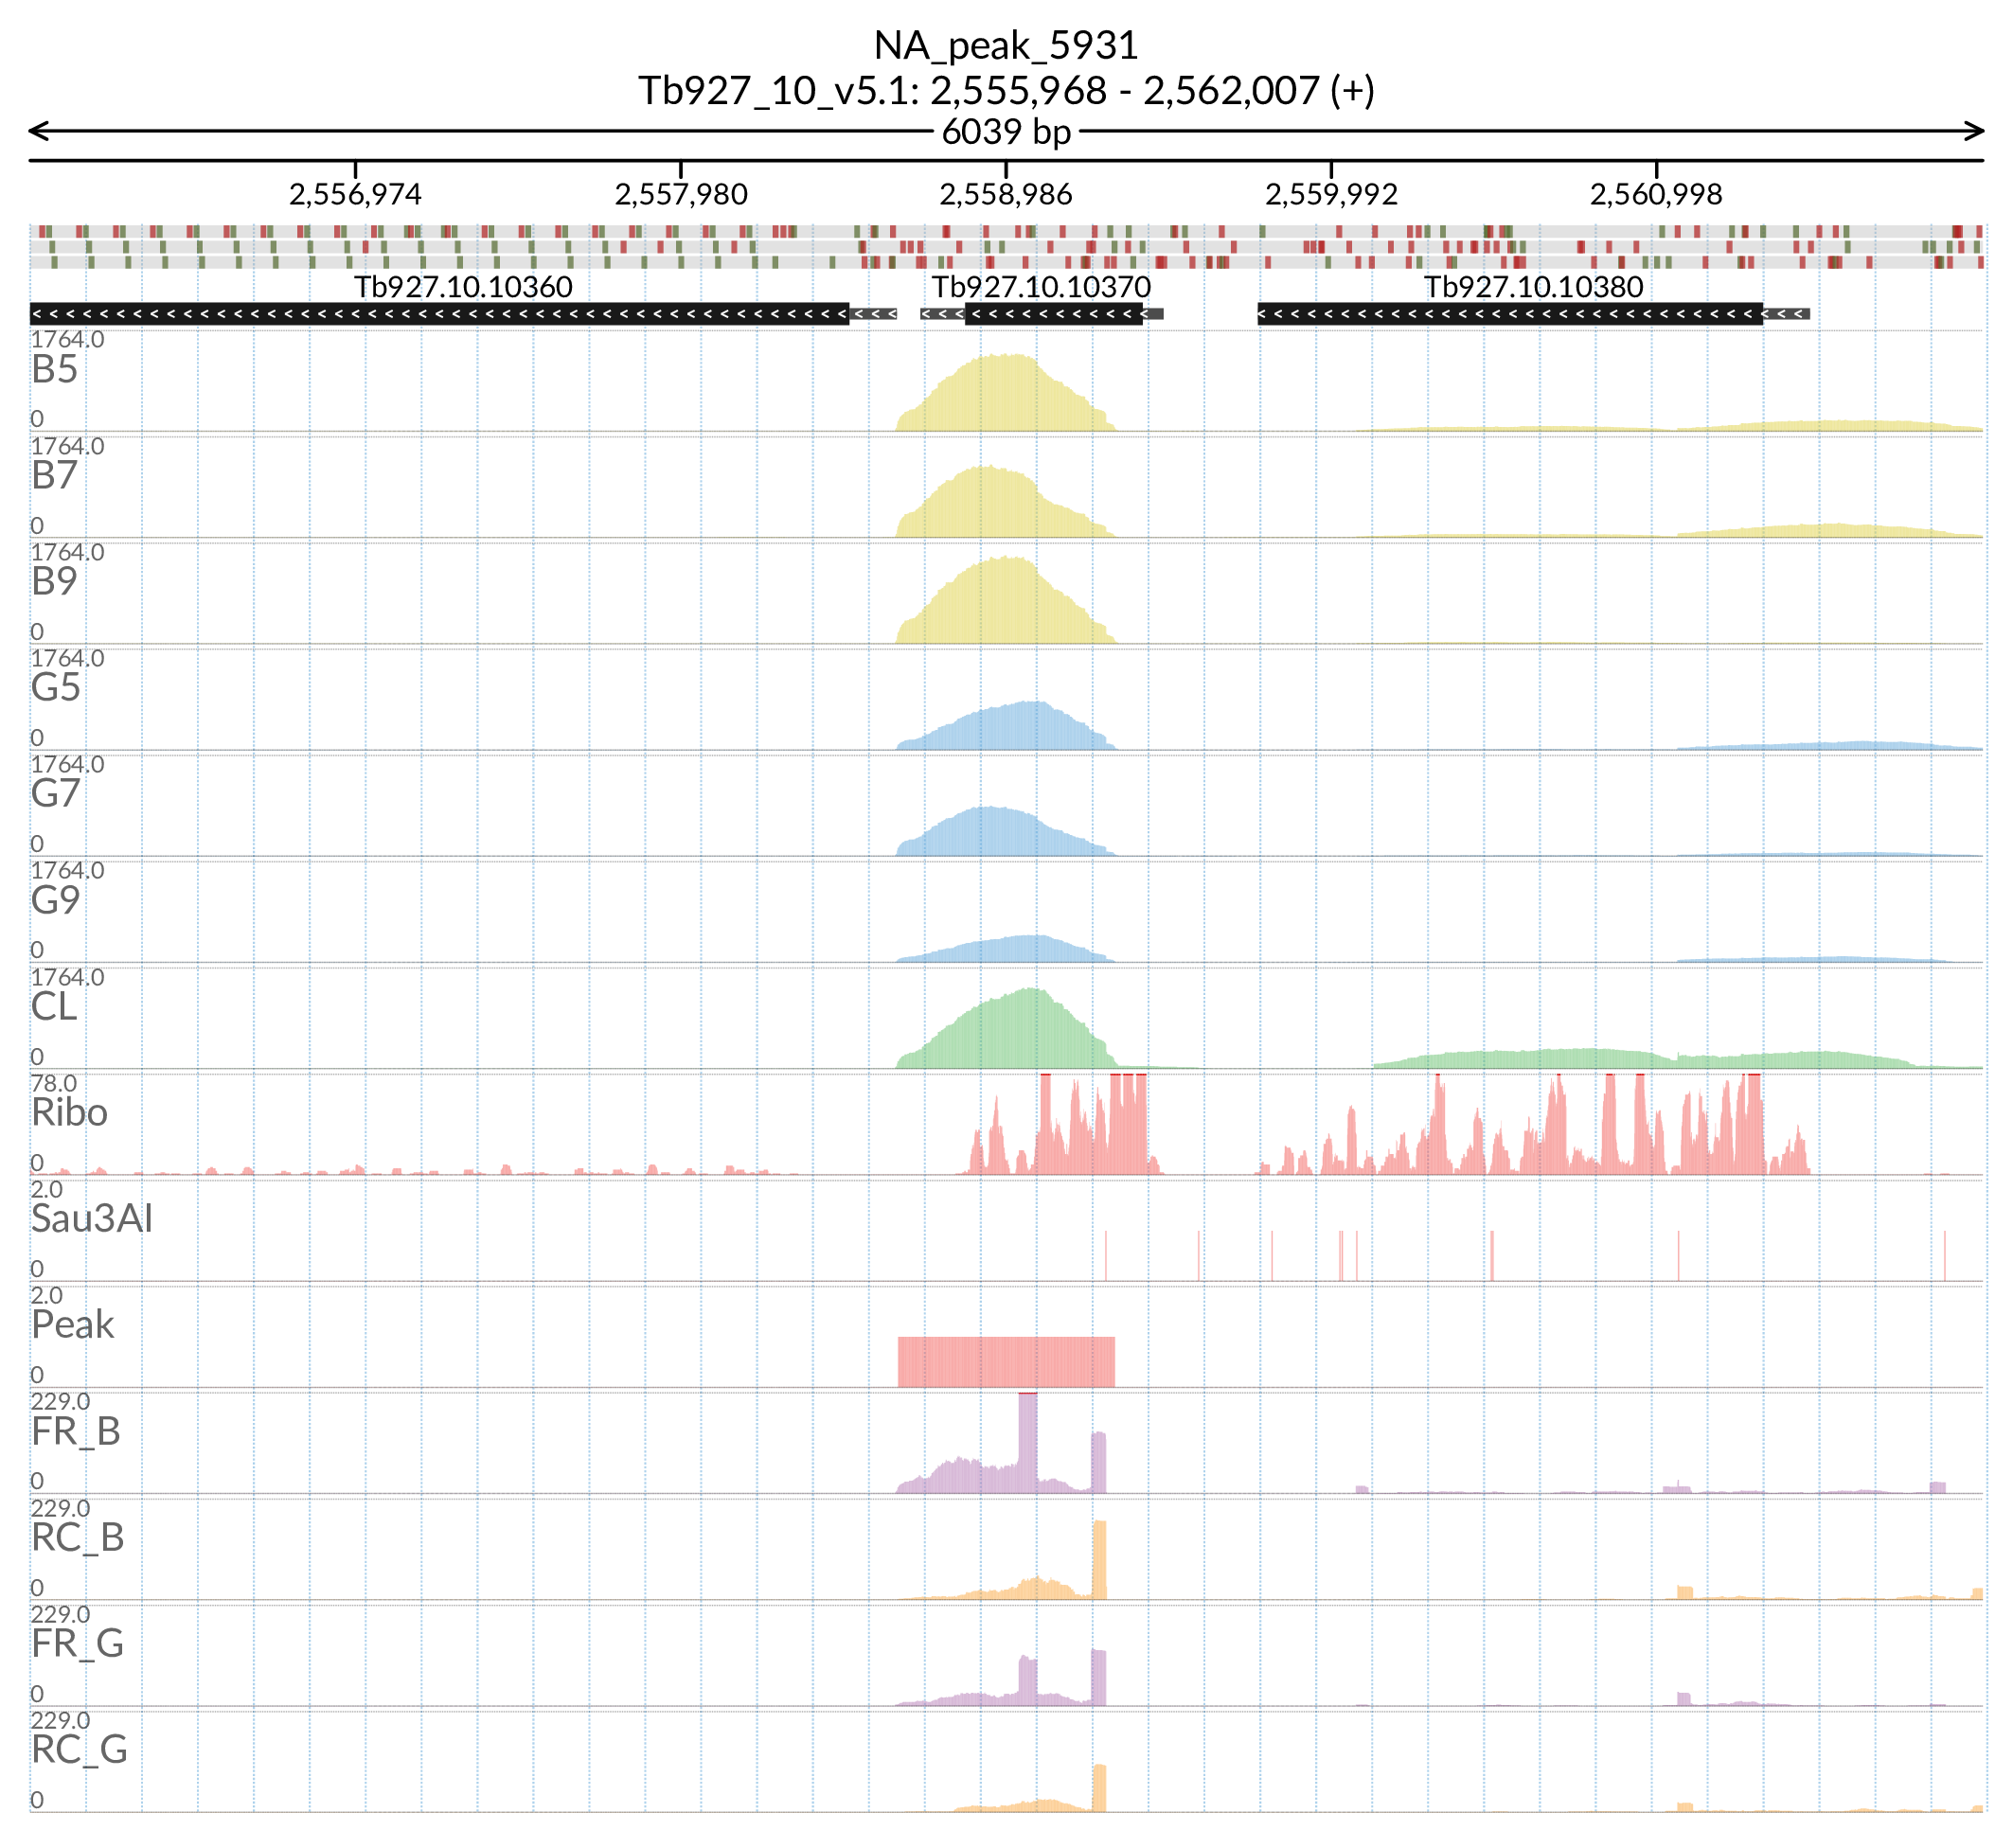 NA_peak_5931
Tb927_10_v5.1: 2,555,968 - 2,562,007 (+)
6039 bp
2,556,974 2,557,980 2,558,986 2,559,992 2,560,998
Tb927.10.10360 Tb927.10.10370 Tb927.10.10380
1764.0
B5
0
1764.0
B7
0
1764.0
B9
0
1764.0
G5
0
1764.0
G7
0
1764.0
G9
0
1764.0
CL
0
78.0
Ribo
0
2.0
Sau3AI
0
2.0
Peak
0
229.0
FR_B
0
229.0
RC_B
0
229.0
FR_G
0
229.0
RC_G
0